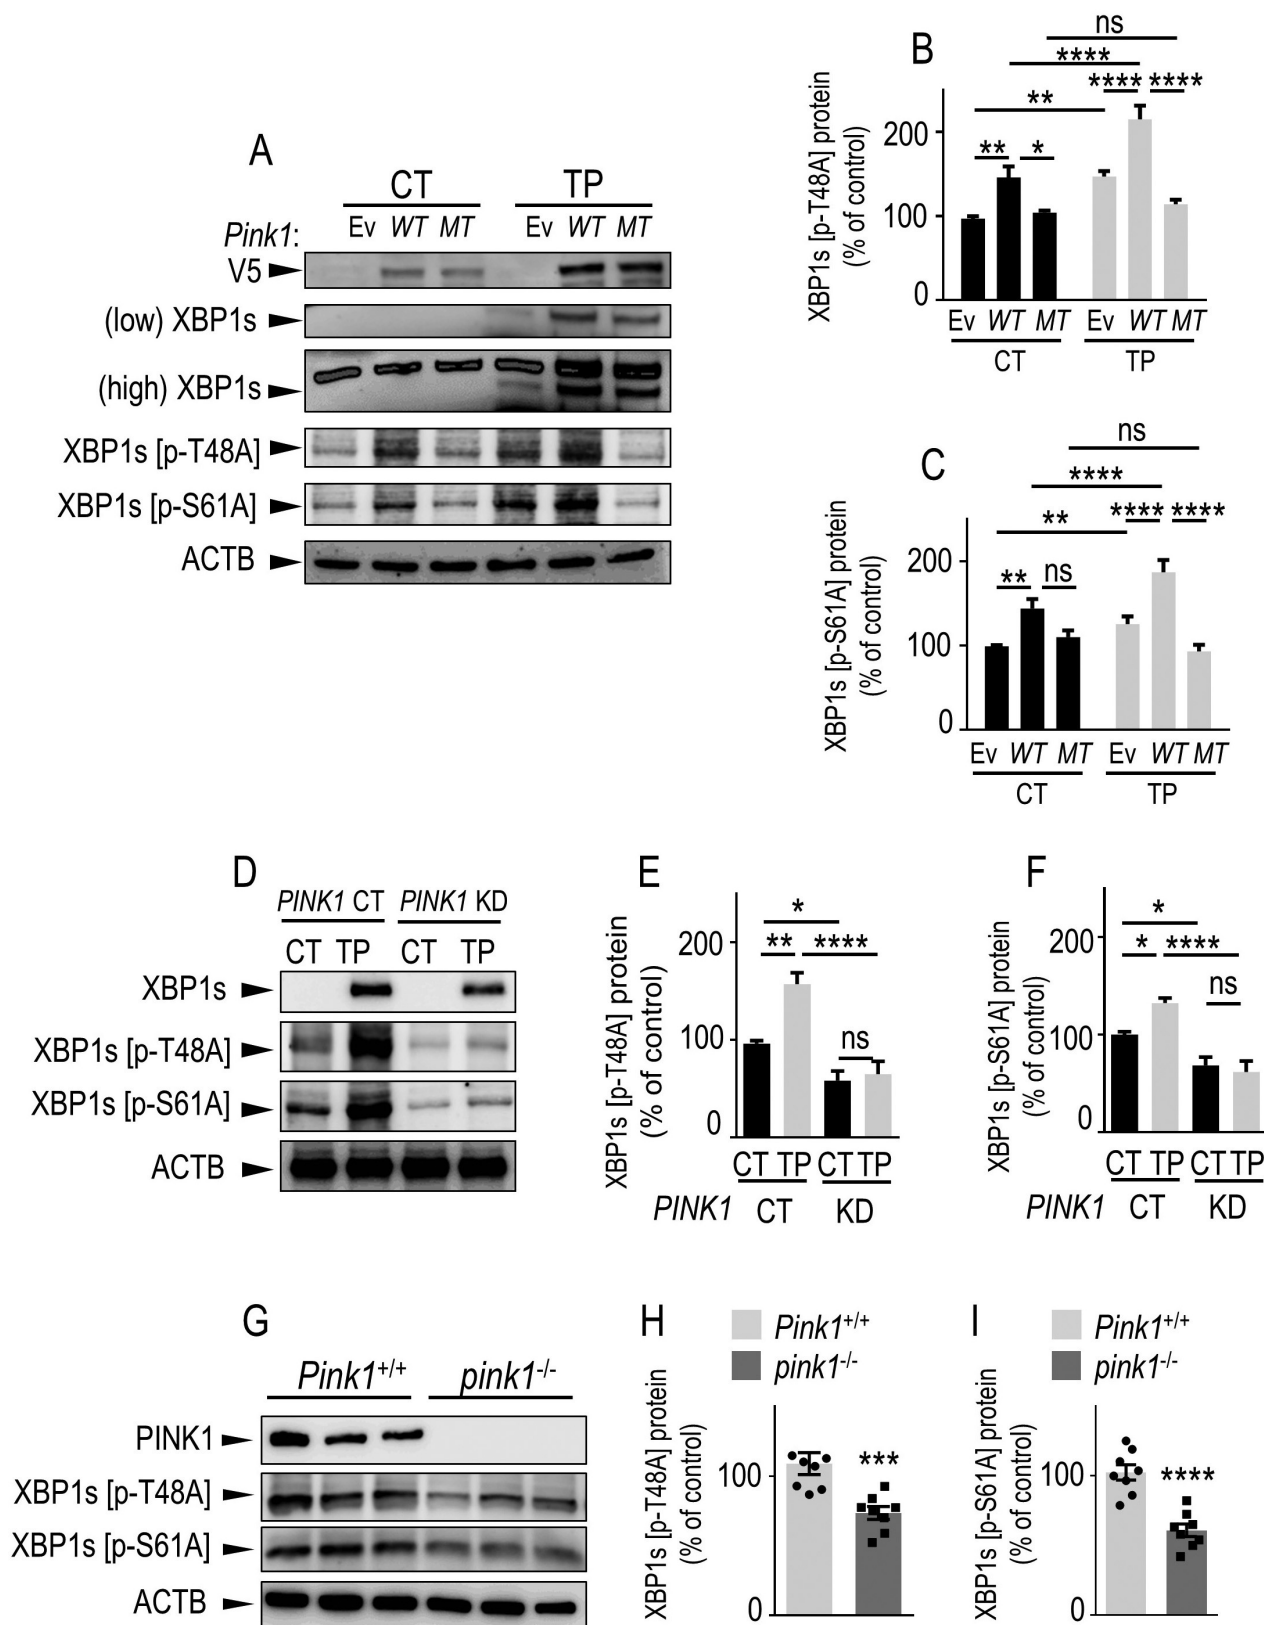 A
CT TP
Pink1: Ev WT MT Ev WT MT
V5
(low) XBP1s
(high) XBP1s
XBP1s [p-T48A]
XBP1s [p-S61A]
ACTB
B
XBP1s [p-T48A] protein
(% of control)
200
100
0
ns
****
**** ****
**
** *
Ev WT MT Ev WT MT
CT TP
C
XBP1s [p-S61A] protein
(% of control)
200
100
0
ns
****
**** ****
**
** ns
Ev WT MT Ev WT MT
CT TP
D
PINK1 CT PINK1 KD
CT TP CT TP
XBP1s
XBP1s [p-T48A]
XBP1s [p-S61A]
ACTB
E
XBP1s [p-T48A] protein
(% of control)
200
100
0
*
** ****
ns
CT TP CT TP
PINK1 CT KD
F
XBP1s [p-S61A] protein
(% of control)
200
100
0
*
* ****
ns
CT TP CT TP
PINK1 CT KD
G
Pink1+/+ pink1-/-
PINK1
XBP1s [p-T48A]
XBP1s [p-S61A]
ACTB
H
Pink1+/+
pink1-/-
XBP1s [p-T48A] protein
(% of control)
100
0
***
I
Pink1+/+
pink1-/-
XBP1s [p-S61A] protein
(% of control)
100
0
****